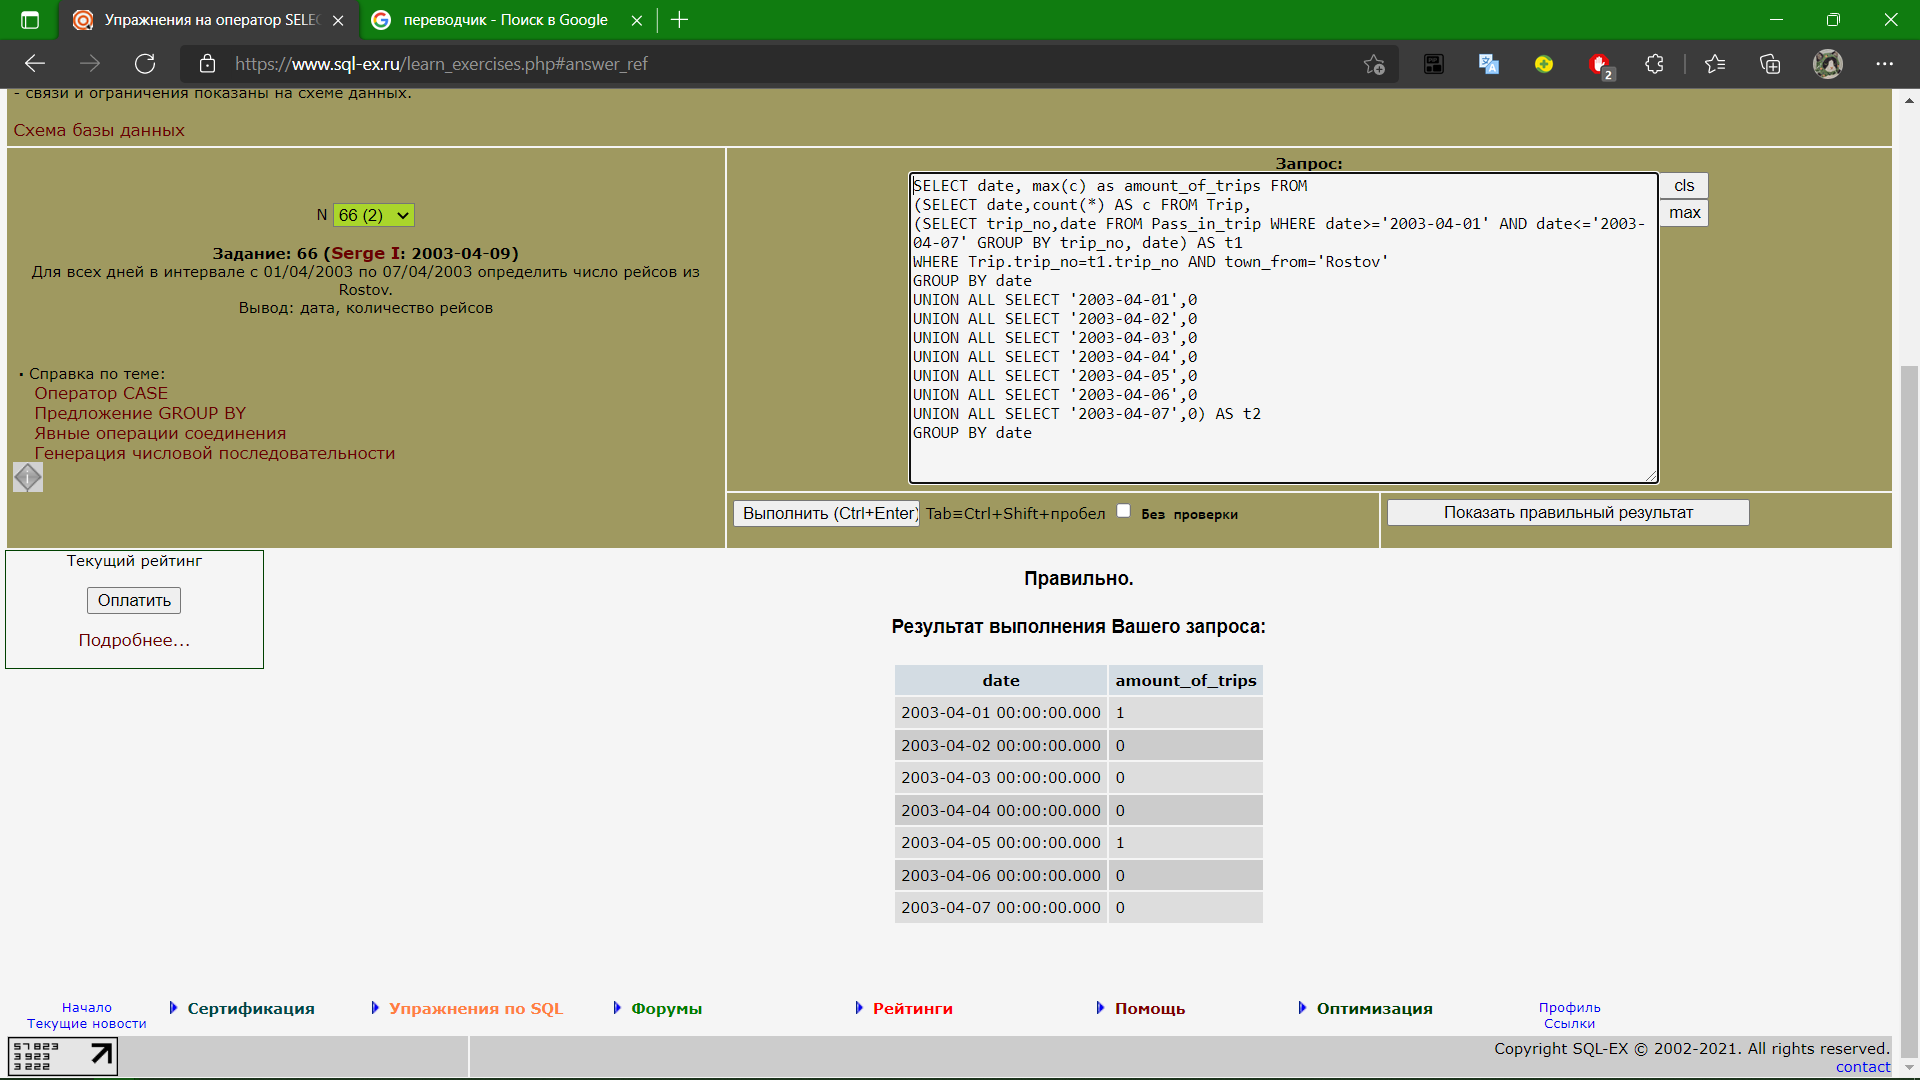 Упражнения на оператор SELE
переводчик - Поиск в Google
https://www.sql-ex.ru/learn_exercises.php#answer_ref
2
- связи и ограничения показаны на схеме данных.
Схема базы данных
N 66 (2)
Задание: 66 (Serge I: 2003-04-09)
Для всех дней в интервале с 01/04/2003 по 07/04/2003 определить число рейсов из
Rostov.
Вывод: дата, количество рейсов
Справка по теме:
Оператор CASE
Предложение GROUP BY
Явные операции соединения
Генерация числовой последовательности
Запрос:
SELECT date, max(c) as amount_of_trips FROM
(SELECT date,count(*) AS c FROM Trip,
(SELECT trip_no,date FROM Pass_in_trip WHERE date>='2003-04-01' AND date<='2003-
04-07' GROUP BY trip_no, date) AS t1
WHERE Trip.trip_no=t1.trip_no AND town_from='Rostov'
GROUP BY date
UNION ALL SELECT '2003-04-01',0
UNION ALL SELECT '2003-04-02',0
UNION ALL SELECT '2003-04-03',0
UNION ALL SELECT '2003-04-04',0
UNION ALL SELECT '2003-04-05',0
UNION ALL SELECT '2003-04-06',0
UNION ALL SELECT '2003-04-07',0) AS t2
GROUP BY date
cls
max
Выполнить (Ctrl+Enter) Tab≡Ctrl+Shift+пробел Без проверки
Показать правильный результат
Текущий рейтинг
Оплатить
Подробнее...
Правильно.
Результат выполнения Вашего запроса:
date amount_of_trips
2003-04-01 00:00:00.000 1
2003-04-02 00:00:00.000 0
2003-04-03 00:00:00.000 0
2003-04-04 00:00:00.000 0
2003-04-05 00:00:00.000 1
2003-04-06 00:00:00.000 0
2003-04-07 00:00:00.000 0
Начало
Текущие новости
Сертификация
Упражнения по SQL
Форумы
Рейтинги
Помощь
Оптимизация
Профиль
Ссылки
57823
3923
3222
Copyright SQL-EX © 2002-2021. All rights reserved.
contact